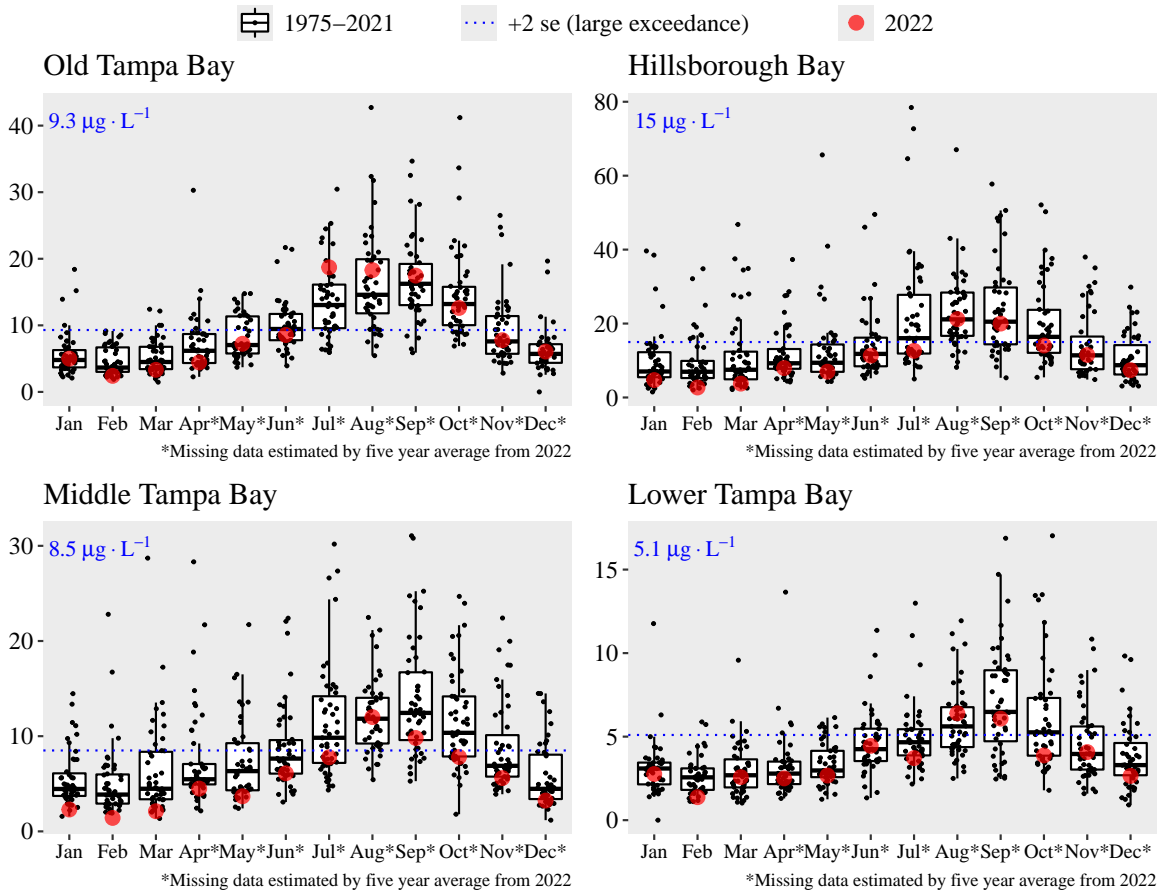 1975–2021 +2 se (large exceedance) 2022
Old Tampa Bay
9.3 μg · L⁻¹
40
30
20
10
0
Jan Feb Mar Apr* May* Jun* Jul* Aug* Sep* Oct* Nov* Dec*
*Missing data estimated by five year average from 2022
Hillsborough Bay
15 μg · L⁻¹
80
60
40
20
0
Jan Feb Mar Apr* May* Jun* Jul* Aug* Sep* Oct* Nov* Dec*
*Missing data estimated by five year average from 2022
Middle Tampa Bay
8.5 μg · L⁻¹
30
20
10
0
Jan Feb Mar Apr* May* Jun* Jul* Aug* Sep* Oct* Nov* Dec*
*Missing data estimated by five year average from 2022
Lower Tampa Bay
5.1 μg · L⁻¹
15
10
5
0
Jan Feb Mar Apr* May* Jun* Jul* Aug* Sep* Oct* Nov* Dec*
*Missing data estimated by five year average from 2022